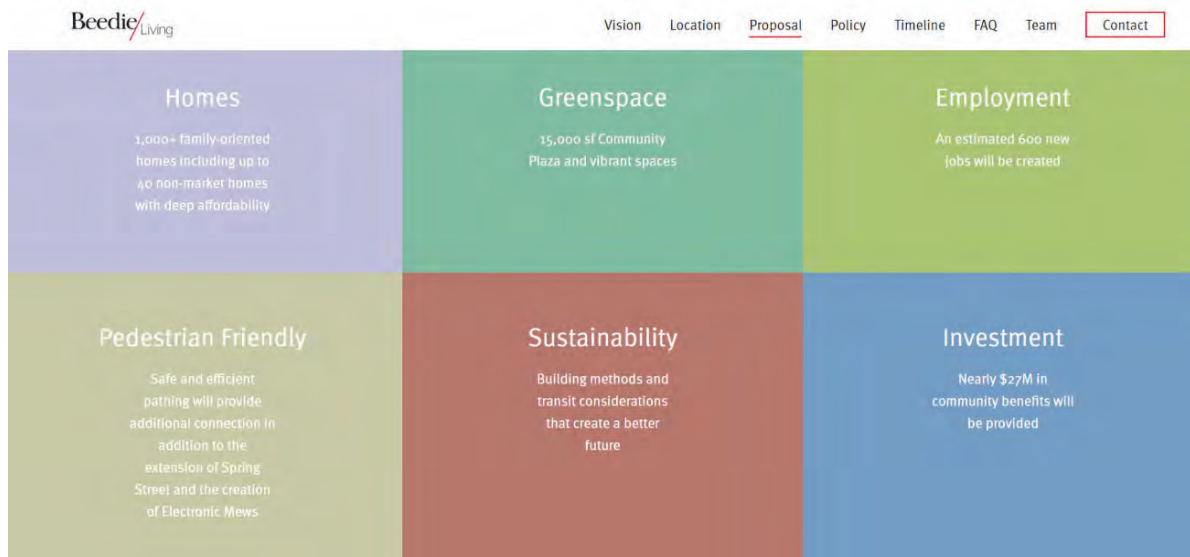 Beedie/Living
Vision Location Proposal Policy Timeline FAQ Team Contact
Homes
1,000+ family-oriented
homes including up to
40 non-market homes
with deep affordability
Greenspace
15,000 sf Community
Plaza and vibrant spaces
Employment
An estimated 600 new
jobs will be created
Pedestrian Friendly
Safe and efficient
pathing will provide
additional connection in
addition to the
extension of Spring
Street and the creation
of Electronic Mews
Sustainability
Building methods and
transit considerations
that create a better
future
Investment
Nearly $27M in
community benefits will
be provided